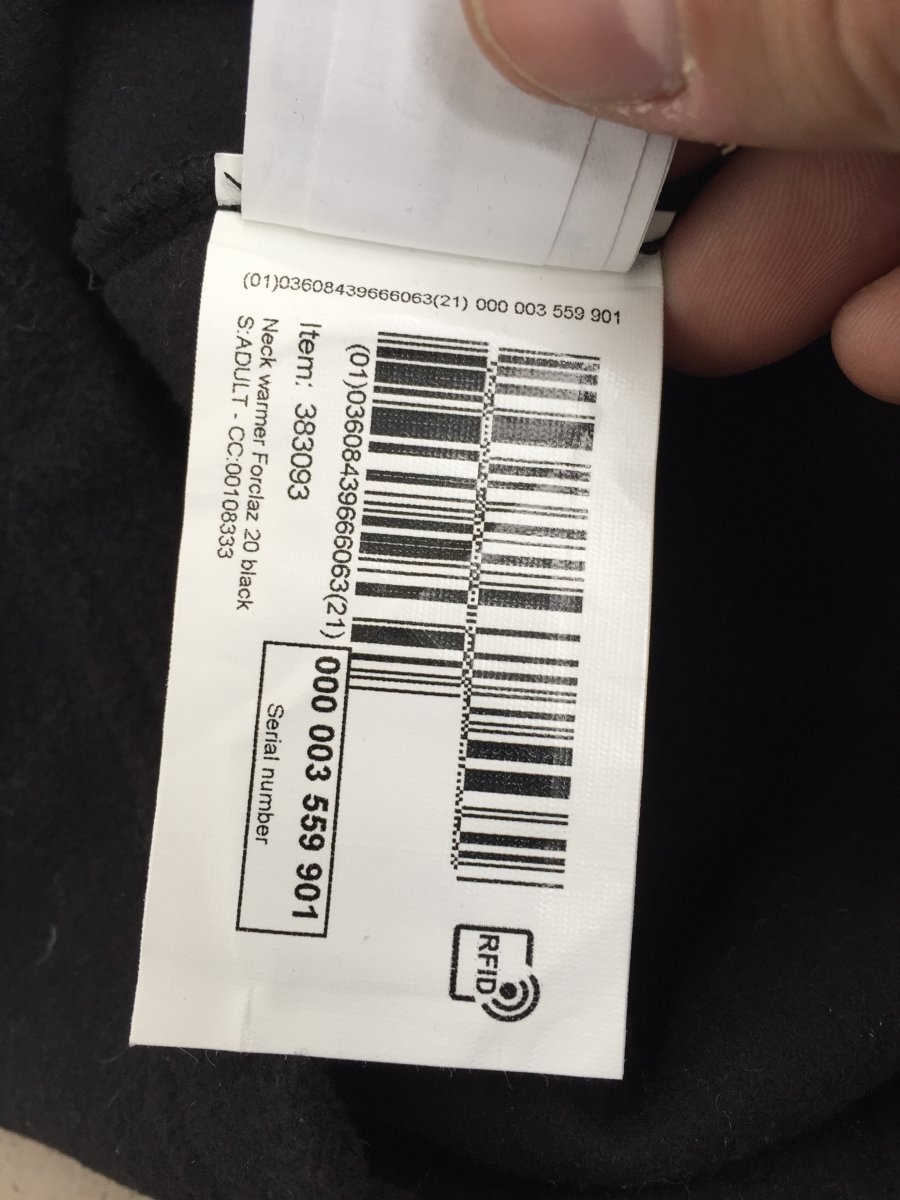 (01)03608439666063(21) 000 003 559 901
(01)03608439666063(21) 000 003 559 901
Serial number
Item: 383093
Neck warmer Forclaz 20 black
S:ADULT - CC:00108333
RFID